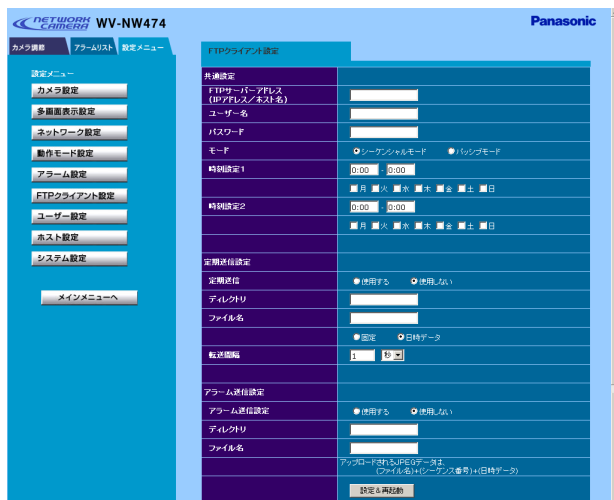 NETWORK CAMERA WV-NW474
Panasonic
カメラ調節 アラームリスト 設定メニュー
設定メニュー
カメラ設定
多画面表示設定
ネットワーク設定
動作モード設定
アラーム設定
FTPクライアント設定
ユーザー設定
ホスト設定
システム設定
メインメニューへ
FTPクライアント設定
共通設定
FTPサーバーアドレス
(IPアドレス/ホスト名)
ユーザー名
パスワード
モード シーケンシャルモード パッシブモード
時刻設定1 0:00 - 0:00
月 火 水 木 金 土 日
時刻設定2 0:00 - 0:00
月 火 水 木 金 土 日
定期送信設定
定期送信 使用する 使用しない
ディレクトリ
ファイル名
固定 日時データ
転送間隔 1 秒
アラーム送信設定
アラーム送信設定 使用する 使用しない
ディレクトリ
ファイル名
アップロードされるJPEGデータは、
(ファイル名)+(シーケンス番号)+(日時データ)
設定&再起動